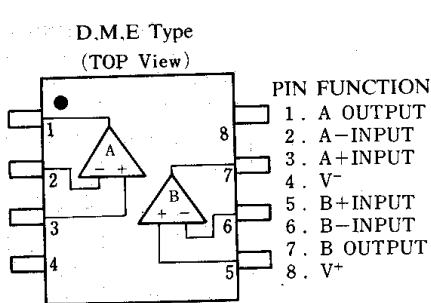 D.M.E Type
(TOP View)
PIN FUNCTION
1. A OUTPUT
2. A-INPUT
3. A+INPUT
4. V⁻
5. B+INPUT
6. B-INPUT
7. B OUTPUT
8. V⁺
1
2
3
4
8
7
6
5
A
- +
B
+ -